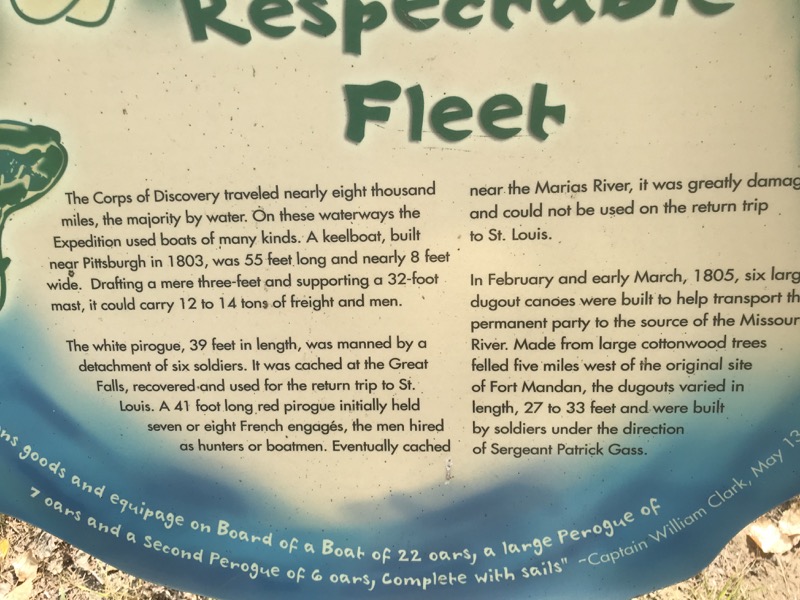 Respectable
Fleet
The Corps of Discovery traveled nearly eight thousand
miles, the majority by water. On these waterways the
Expedition used boats of many kinds. A keelboat, built
near Pittsburgh in 1803, was 55 feet long and nearly 8 feet
wide. Drafting a mere three-feet and supporting a 32-foot
mast, it could carry 12 to 14 tons of freight and men.
The white pirogue, 39 feet in length, was manned by a
detachment of six soldiers. It was cached at the Great
Falls, recovered and used for the return trip to St.
Louis. A 41 foot long red pirogue initially held
seven or eight French engagés, the men hired
as hunters or boatmen. Eventually cached
near the Marias River, it was greatly damag
and could not be used on the return trip
to St. Louis.
In February and early March, 1805, six larg
dugout canoes were built to help transport th
permanent party to the source of the Missour
River. Made from large cottonwood trees
felled five miles west of the original site
of Fort Mandan, the dugouts varied in
length, 27 to 33 feet and were built
by soldiers under the direction
of Sergeant Patrick Gass.
ns goods and equipage on Board of a Boat of 22 oars, a large Perogue of
7 oars and a Second Perogue of 6 oars, Complete with sails" ~Captain William Clark, May 13